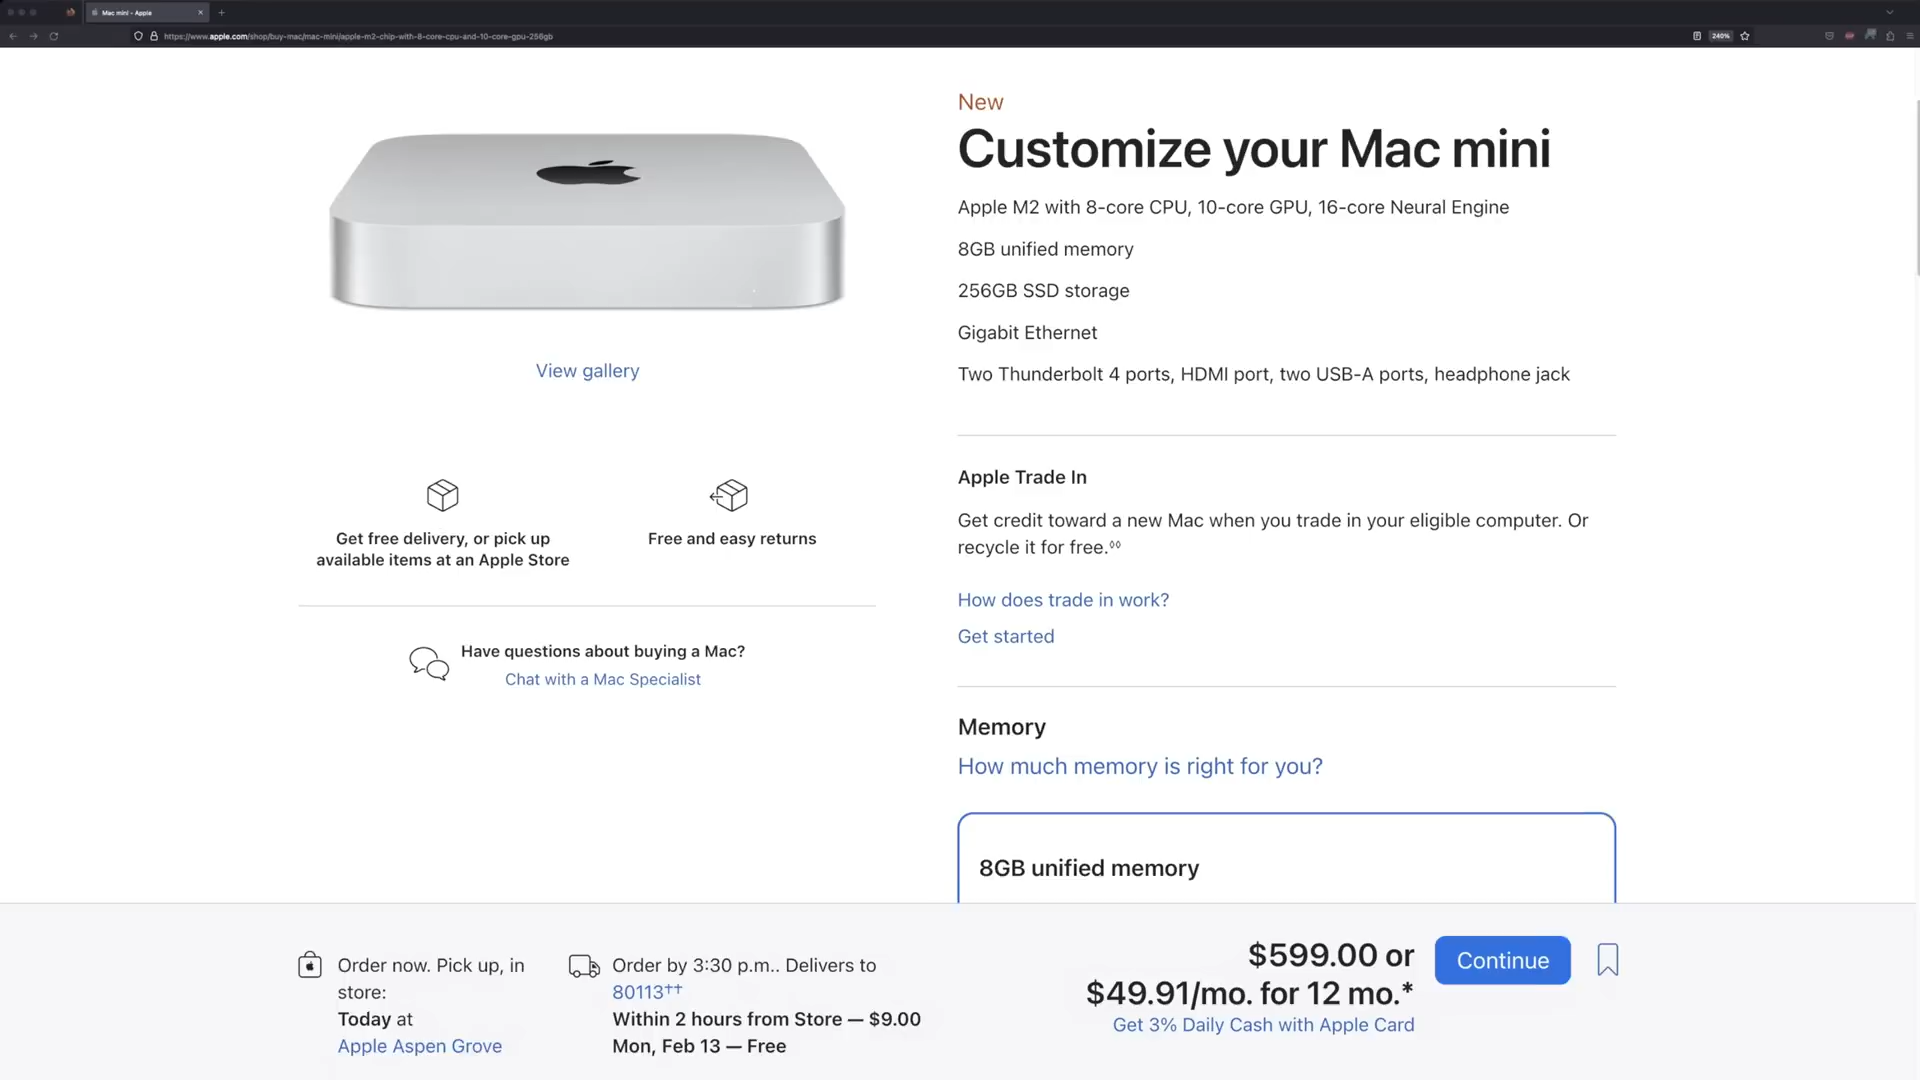 Mac mini - Apple
https://www.apple.com/shop/buy-mac/mac-mini/apple-m2-chip-with-8-core-cpu-and-10-core-gpu-256gb
240%
New
Customize your Mac mini
Apple M2 with 8-core CPU, 10-core GPU, 16-core Neural Engine
8GB unified memory
256GB SSD storage
Gigabit Ethernet
Two Thunderbolt 4 ports, HDMI port, two USB-A ports, headphone jack
View gallery
Get free delivery, or pick up
available items at an Apple Store
Free and easy returns
Have questions about buying a Mac?
Chat with a Mac Specialist
Apple Trade In
Get credit toward a new Mac when you trade in your eligible computer. Or
recycle it for free.◊◊
How does trade in work?
Get started
Memory
How much memory is right for you?
8GB unified memory
Order now. Pick up, in
store:
Today at
Apple Aspen Grove
Order by 3:30 p.m.. Delivers to
80113††
Within 2 hours from Store — $9.00
Mon, Feb 13 — Free
$599.00 or
$49.91/mo. for 12 mo.*
Get 3% Daily Cash with Apple Card
Continue